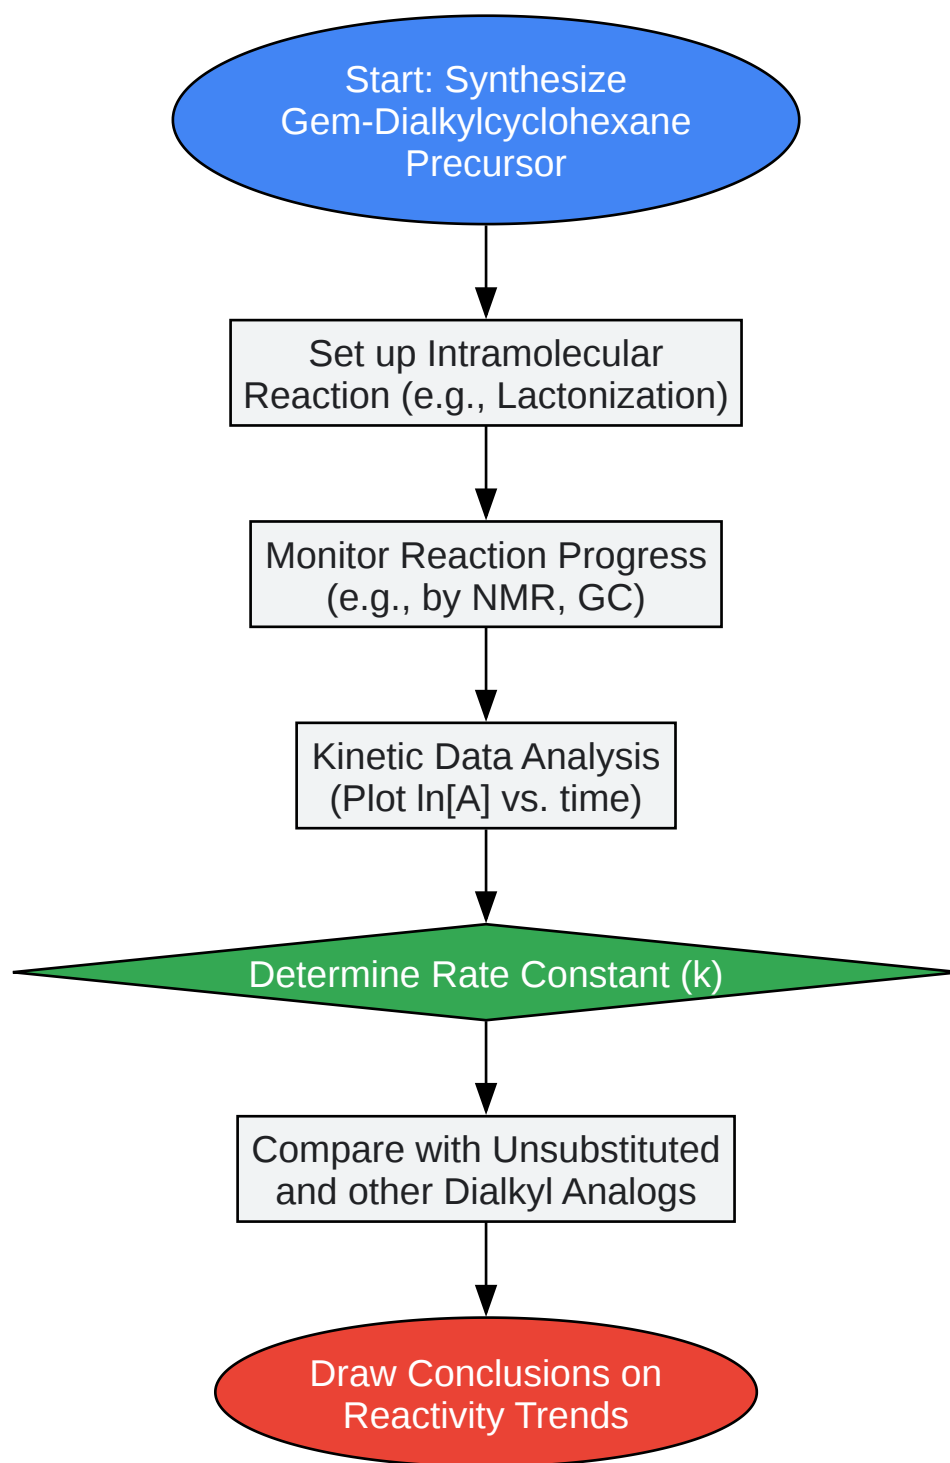 Start: Synthesize
Gem-Dialkylcyclohexane
Precursor
Set up Intramolecular
Reaction (e.g., Lactonization)
Monitor Reaction Progress
(e.g., by NMR, GC)
Kinetic Data Analysis
(Plot ln[A] vs. time)
Determine Rate Constant (k)
Compare with Unsubstituted
and other Dialkyl Analogs
Draw Conclusions on
Reactivity Trends